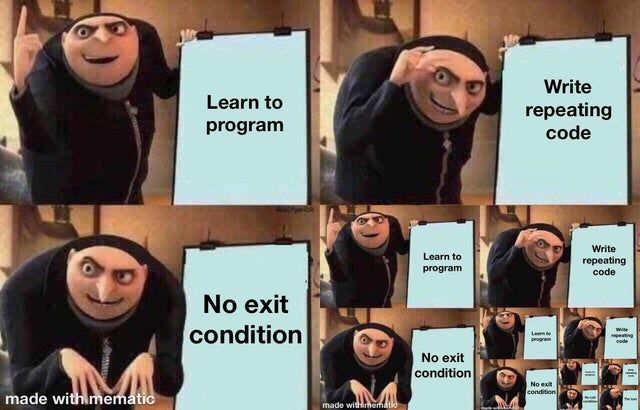 Learn to
program
Write
repeating
code
No exit
condition
made with mematic
Learn to
program
Write
repeating
code
No exit
condition
made with mematic
Learn to
program
Write
repeating
code
No exit
condition